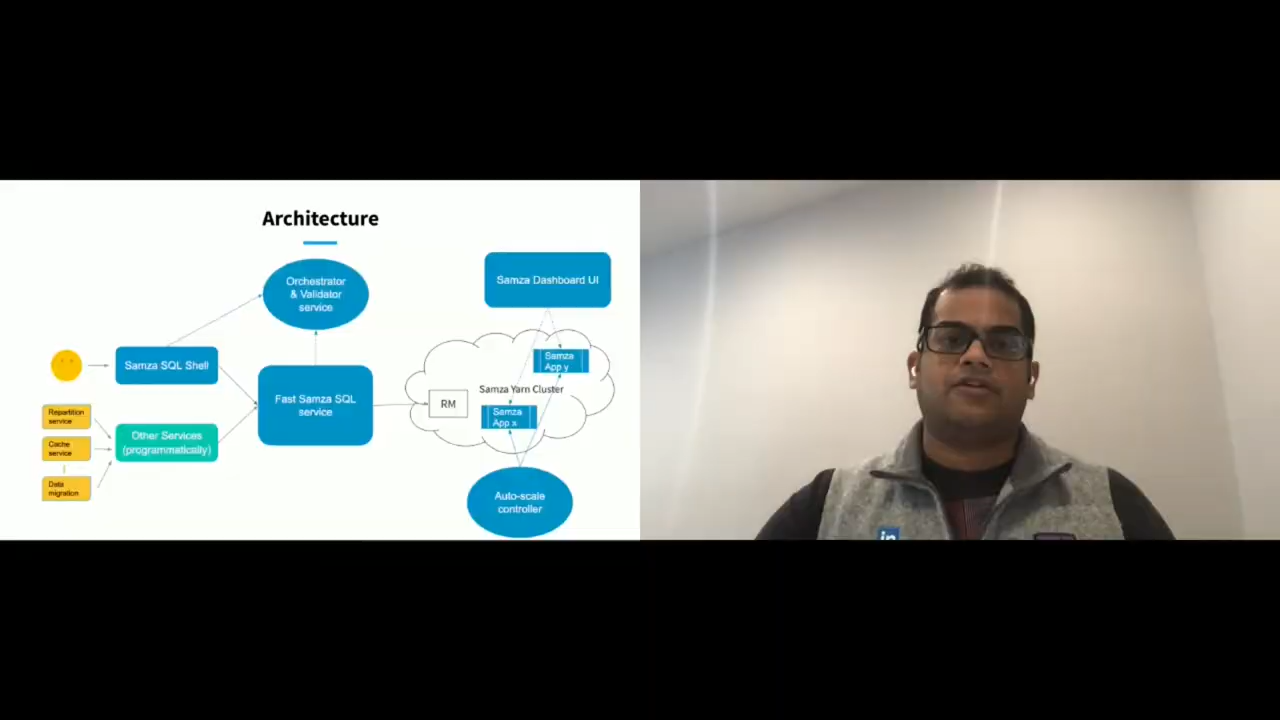 Architecture
Orchestrator
& Validator
service
Samza Dashboard UI
Samza SQL Shell
Samza
App y
Samza Yarn Cluster
Fast Samza SQL
service
RM
Samza
App x
Repartition
service
Cache
service
Data
migration
Other Services
(programmatically)
Auto-scale
controller
in